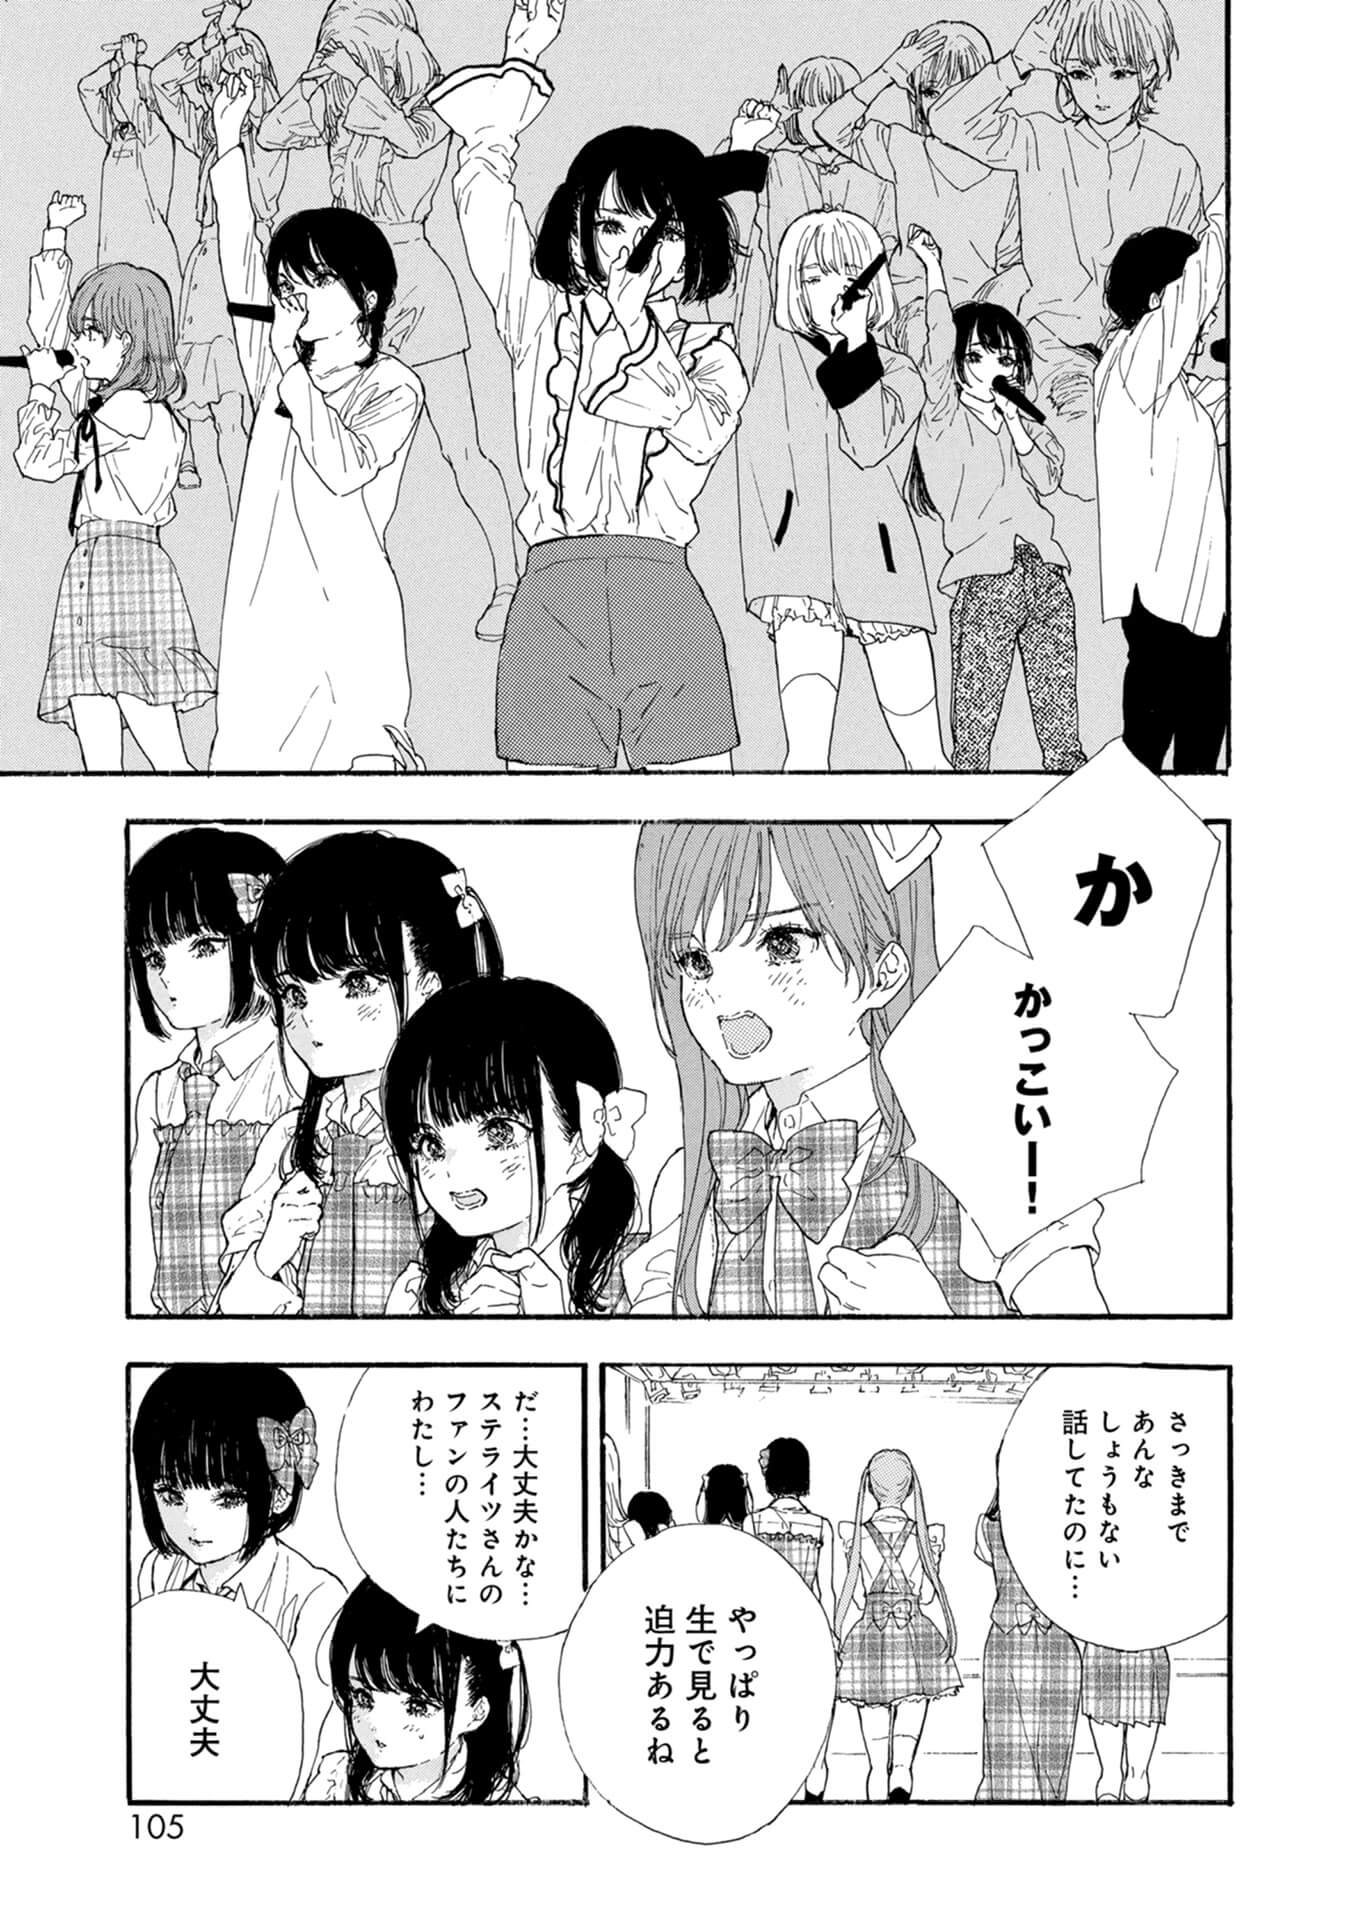 か
かっこいー！
さっきまで
あんな
しょうもない
話してたのに…
やっぱり
生で見ると
迫力あるね
だ…大丈夫かな…
ステライツさんの
ファンの人たちに
わたし…
大丈夫
105